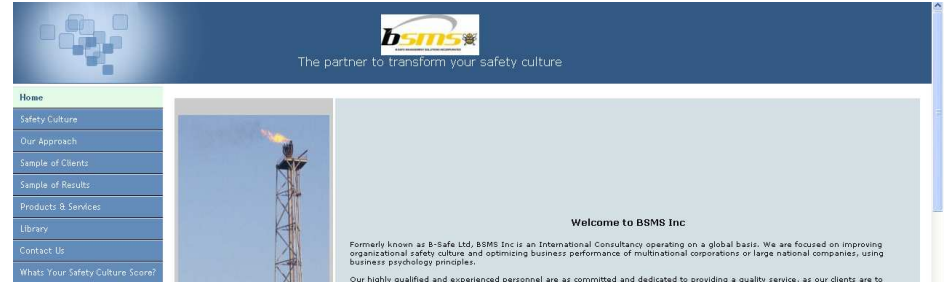 bsms
The partner to transform your safety culture
Home
Safety Culture
Our Approach
Sample of Clients
Sample of Results
Products & Services
Library
Contact Us
Whats Your Safety Culture Score?
Welcome to BSMS Inc
Formerly known as B-Safe Ltd, BSMS Inc is an International Consultancy operating on a global basis. We are focused on improving
organizational safety culture and optimizing business performance of multinational corporations or large national companies, using
business psychology principles.
Our highly qualified and experienced personnel are as committed and dedicated to providing a quality service, as our clients are to